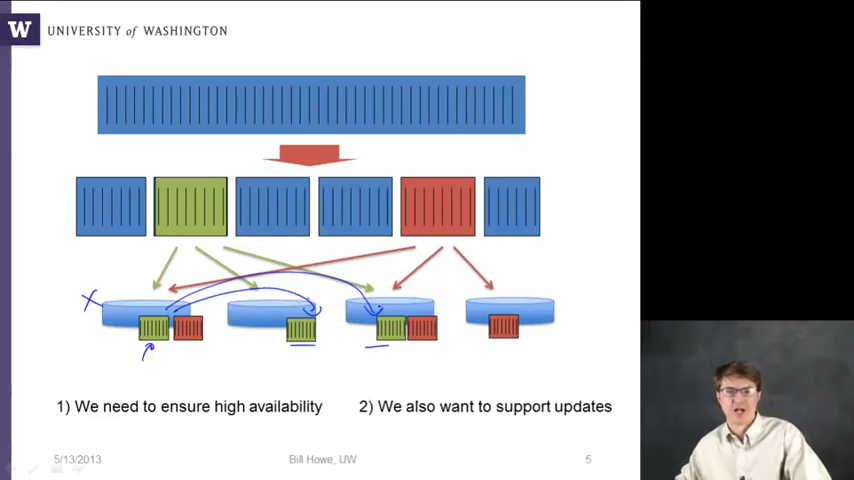 W UNIVERSITY of WASHINGTON
X
1) We need to ensure high availability 2) We also want to support updates
5/13/2013 Bill Howe, UW 5